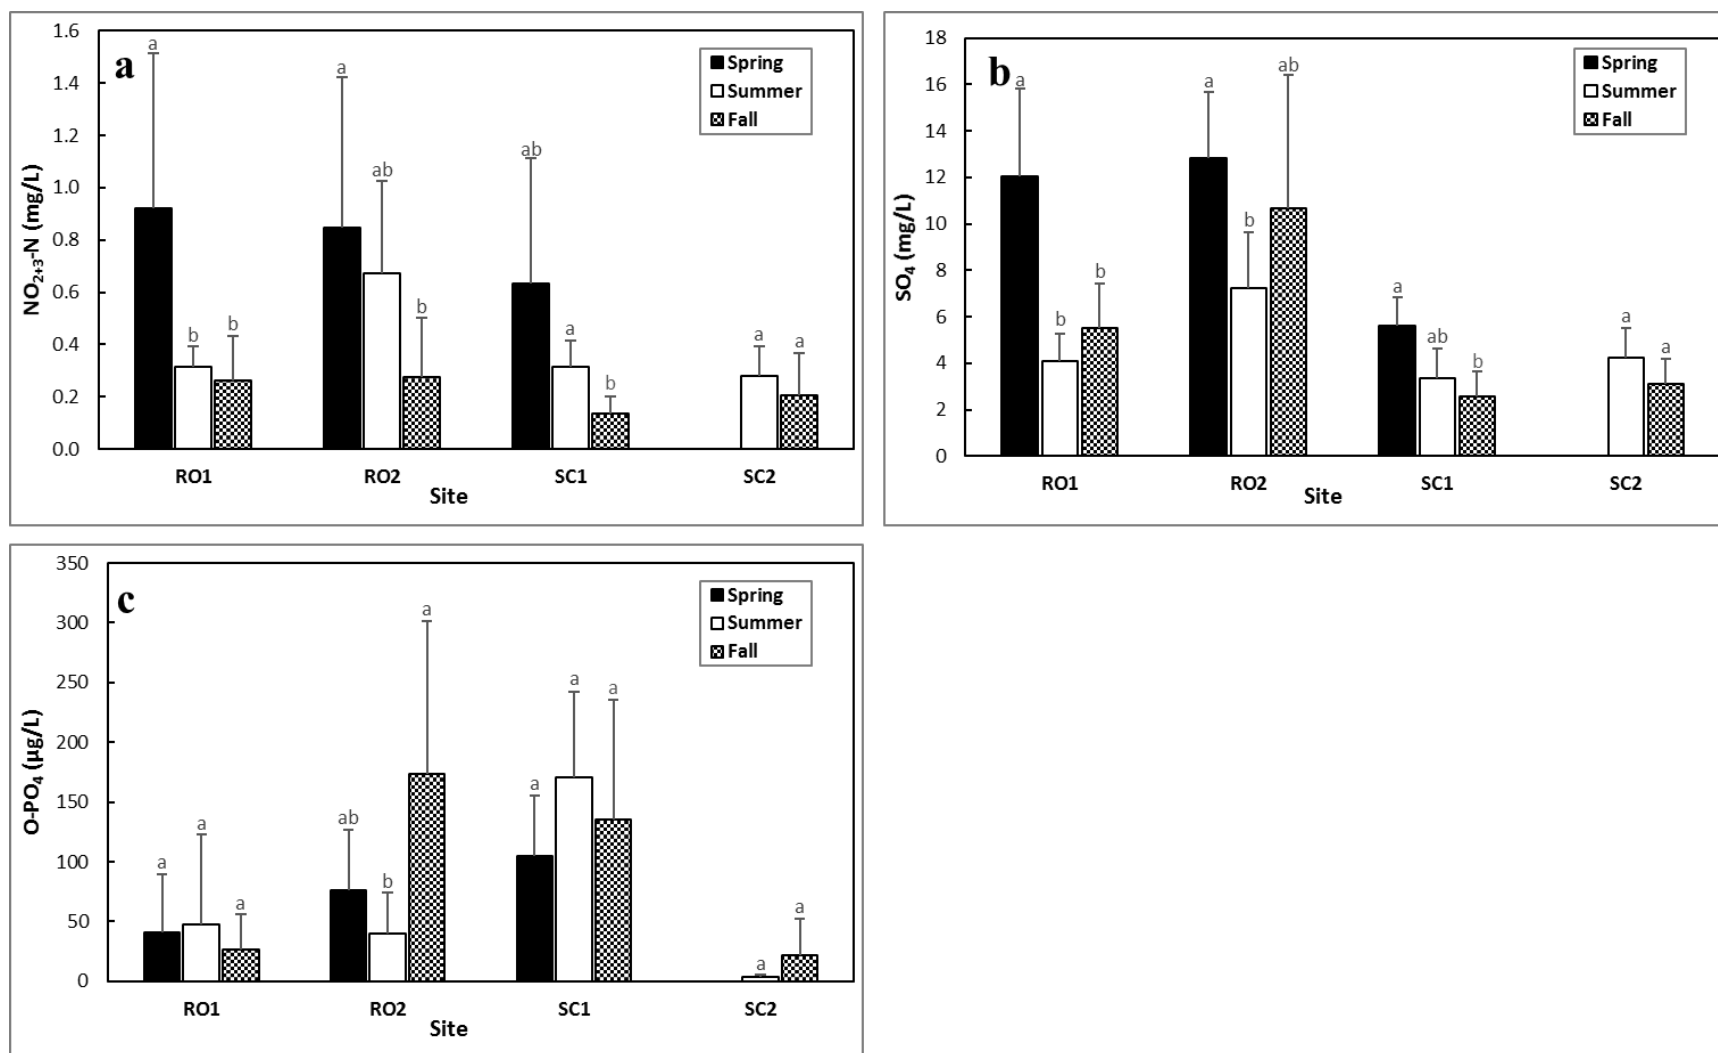 a
NO2+3-N (mg/L)
1.6
1.4
1.2
1.0
0.8
0.6
0.4
0.2
0.0
a
b
b
a
ab
b
ab
a
b
a
a
Spring
Summer
Fall
RO1 RO2 SC1 SC2
Site
b
SO4 (mg/L)
18
16
14
12
10
8
6
4
2
0
a
b
b
a
b
ab
a
ab
b
a
a
Spring
Summer
Fall
RO1 RO2 SC1 SC2
Site
c
O-PO4 (µg/L)
350
300
250
200
150
100
50
0
a
a
a
ab
b
a
a
a
a
a
a
Spring
Summer
Fall
RO1 RO2 SC1 SC2
Site